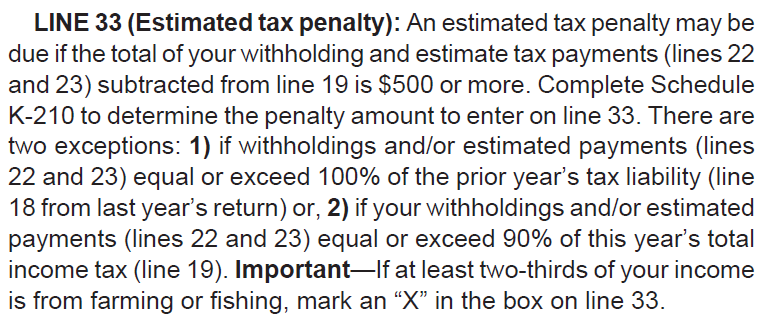 LINE 33 (Estimated tax penalty): An estimated tax penalty may be
due if the total of your withholding and estimate tax payments (lines 22
and 23) subtracted from line 19 is $500 or more. Complete Schedule
K-210 to determine the penalty amount to enter on line 33. There are
two exceptions: 1) if withholdings and/or estimated payments (lines
22 and 23) equal or exceed 100% of the prior year’s tax liability (line
18 from last year’s return) or, 2) if your withholdings and/or estimated
payments (lines 22 and 23) equal or exceed 90% of this year’s total
income tax (line 19). Important—If at least two-thirds of your income
is from farming or fishing, mark an “X” in the box on line 33.